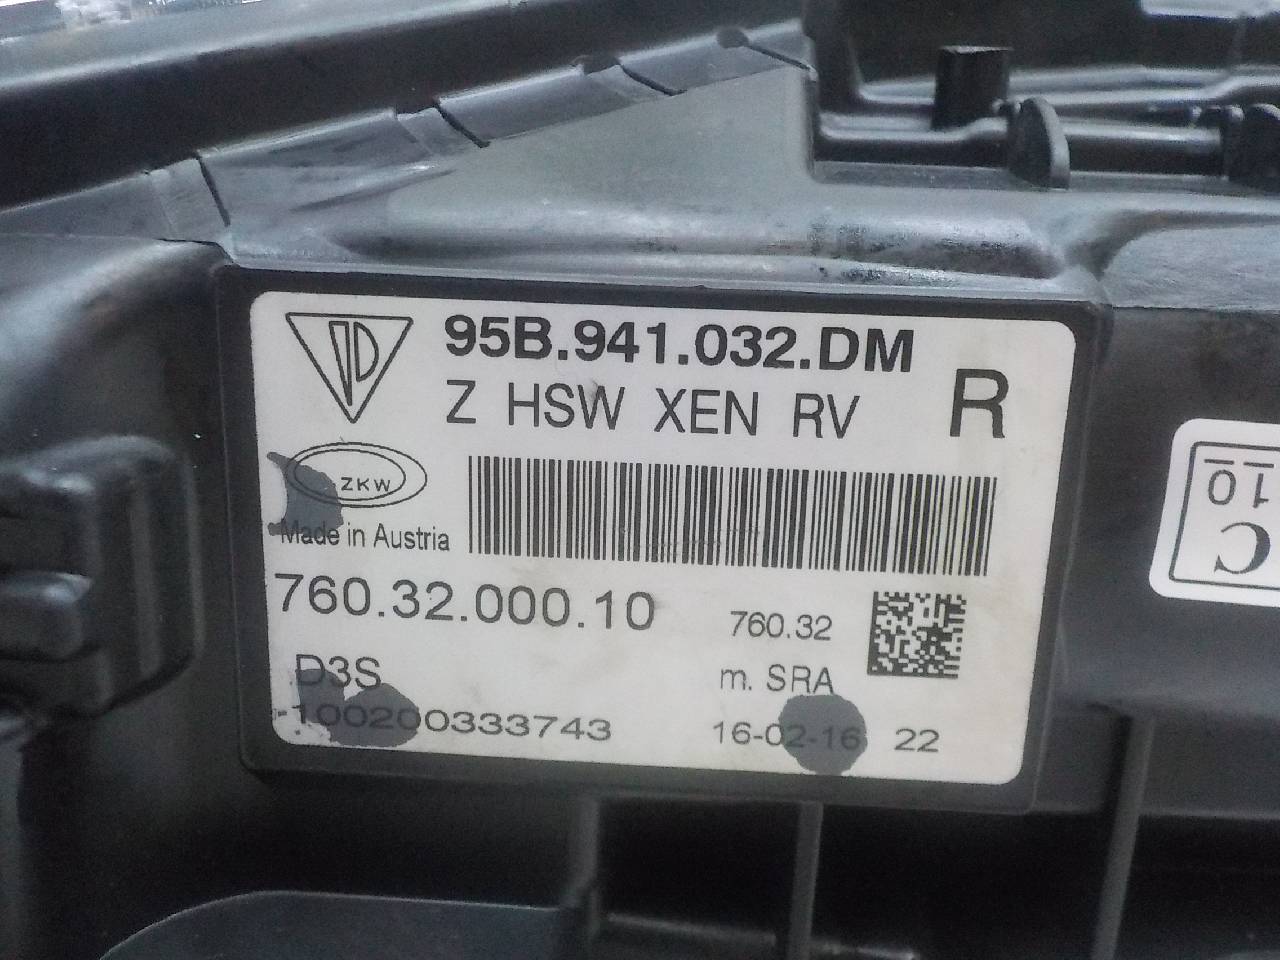 95B.941.032.DM
Z HSW XEN RV R
ZKW
Made in Austria
760.32.000.10
760.32
D3S
m. SRA
100200333743
16-02-16 22
10
C